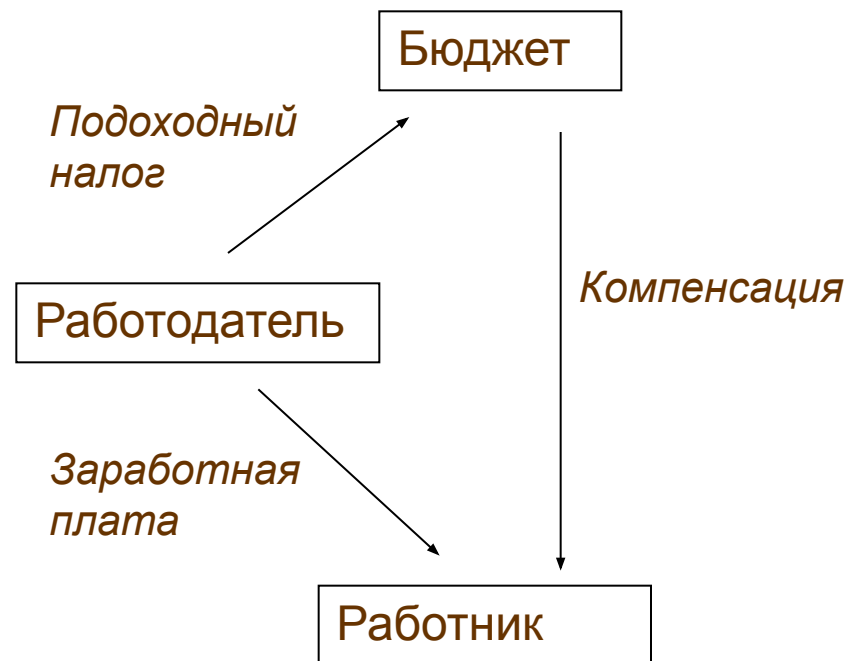 Бюджет
Подоходный
налог
Компенсация
Работодатель
Заработная
плата
Работник